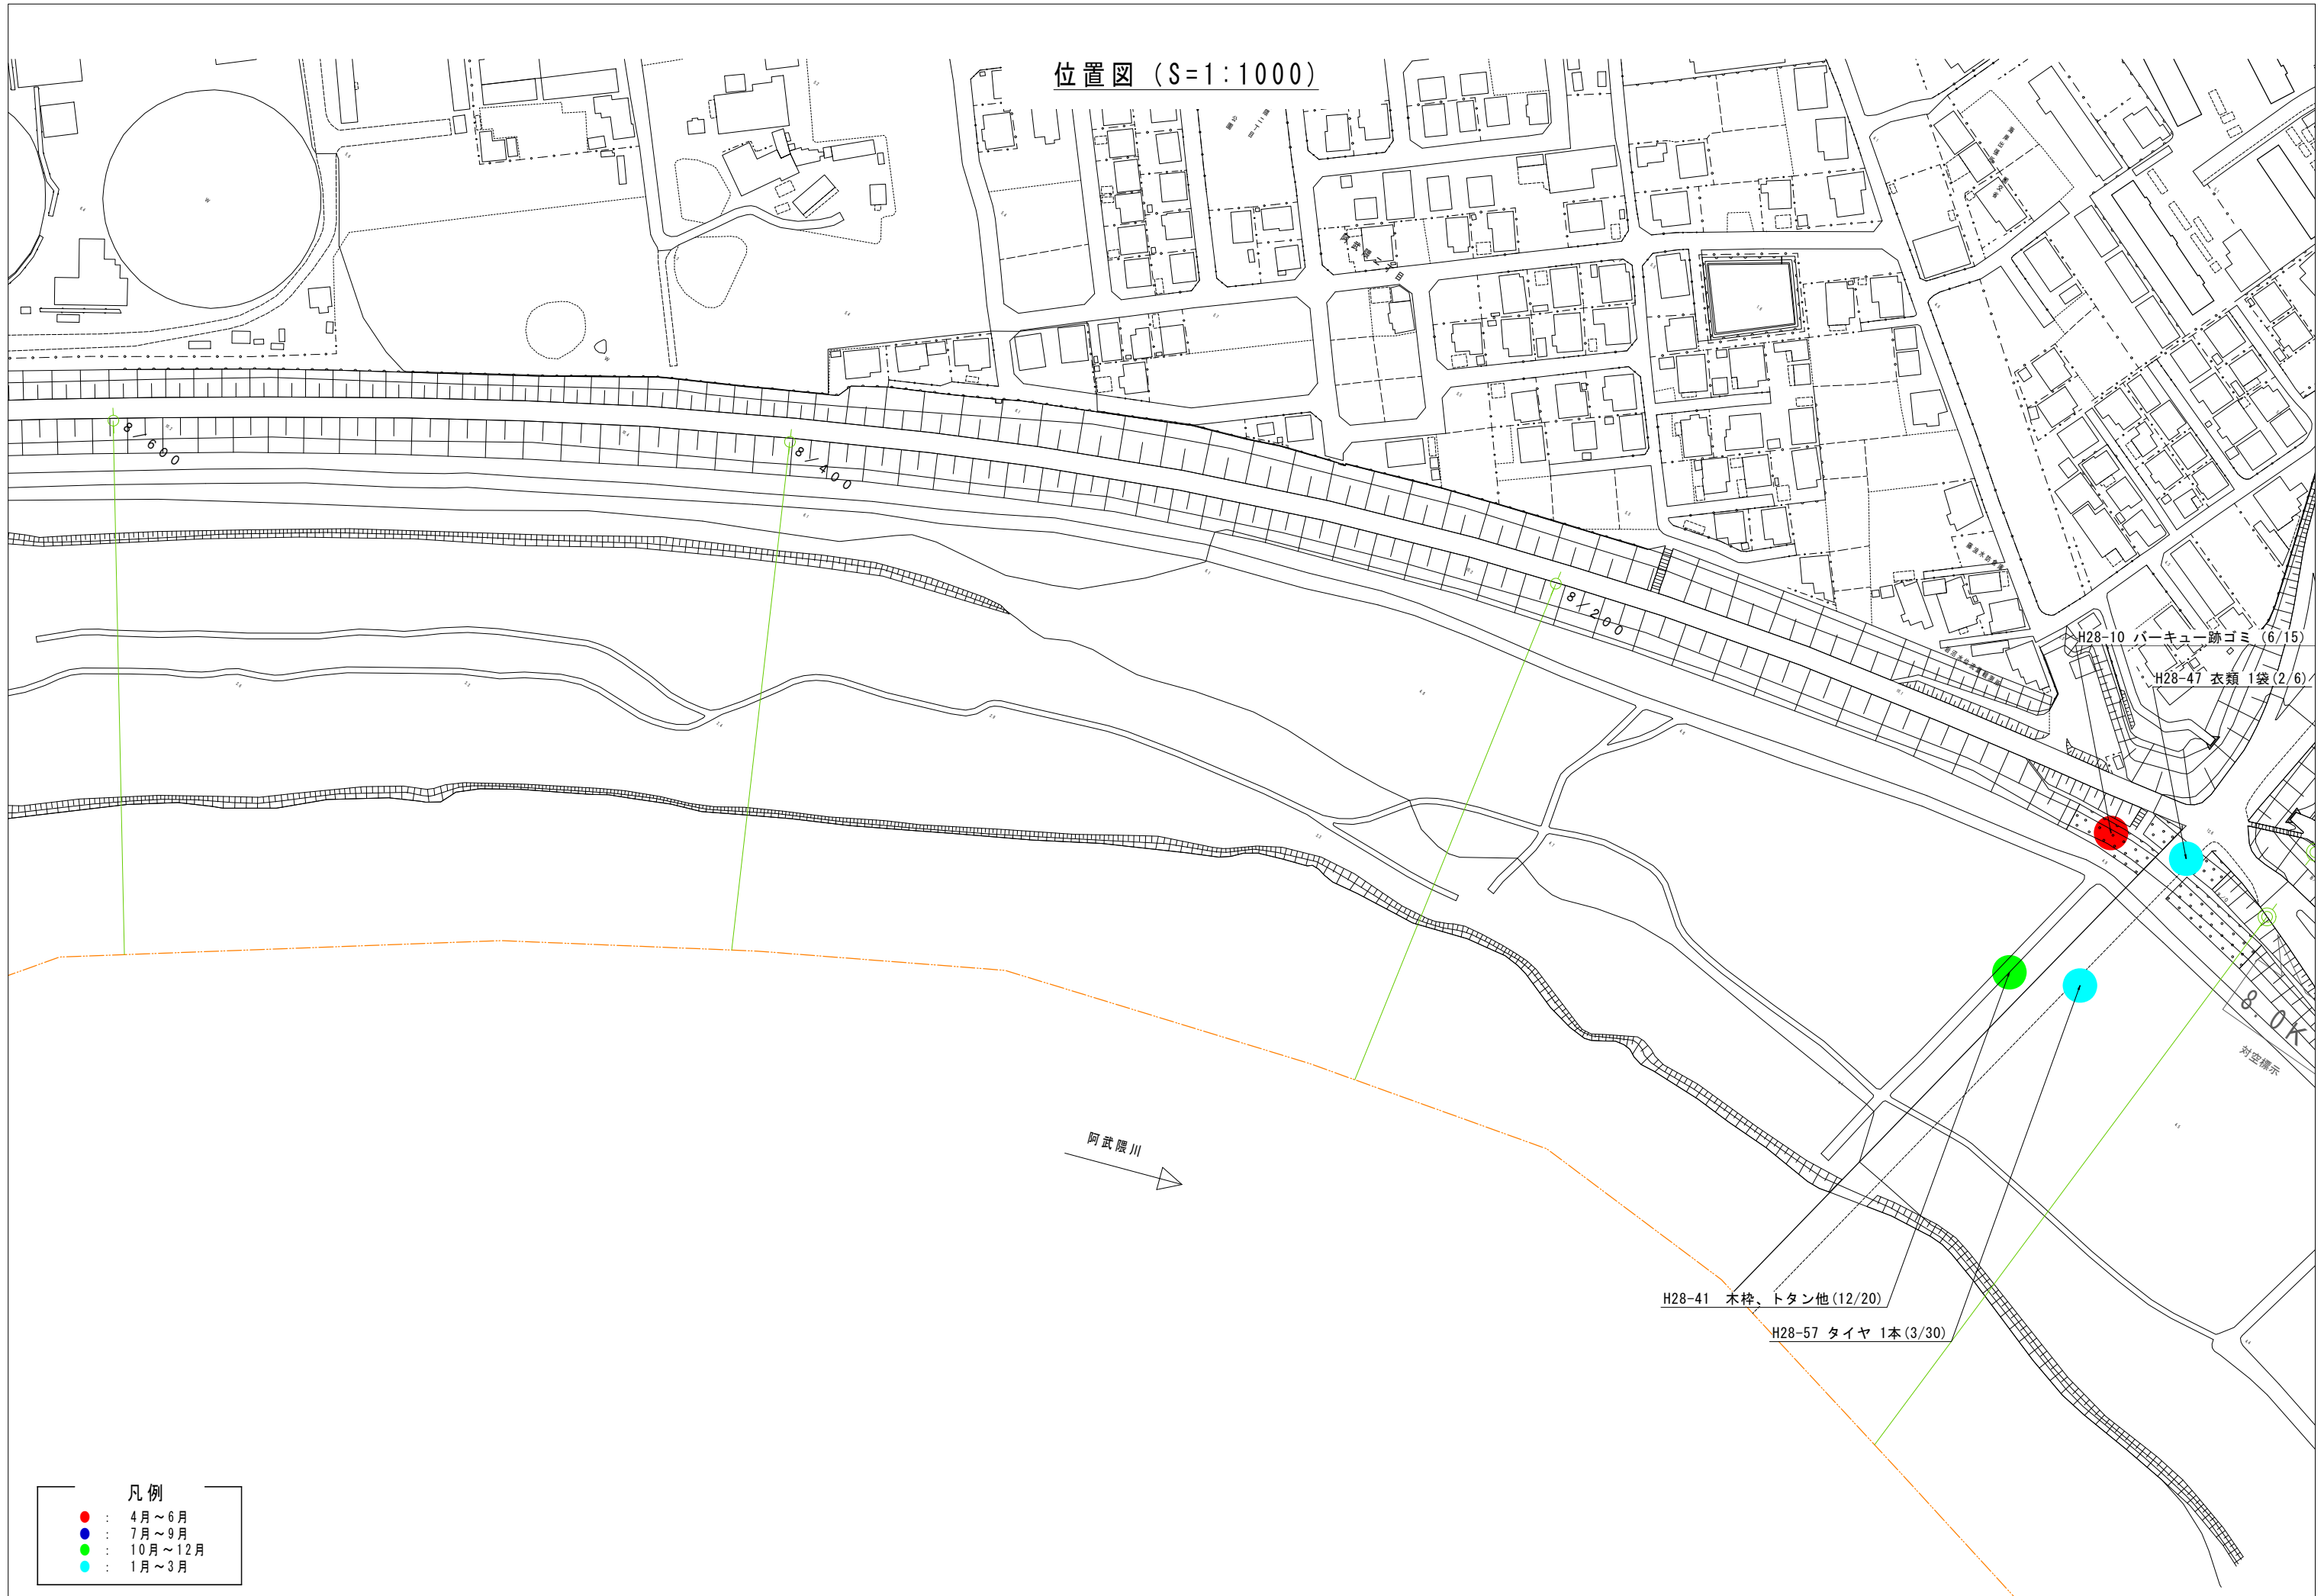 位置図 (S=1:1000)
8／600
8／400
8／200
H28-10 バーキュー跡ゴミ (6/15)
H28-47 衣類 1袋(2/6)
8.0K
対空標示
阿武隈川
H28-41 木枠、トタン他(12/20)
H28-57 タイヤ 1本(3/30)
凡例
: 4月～6月
: 7月～9月
: 10月～12月
: 1月～3月